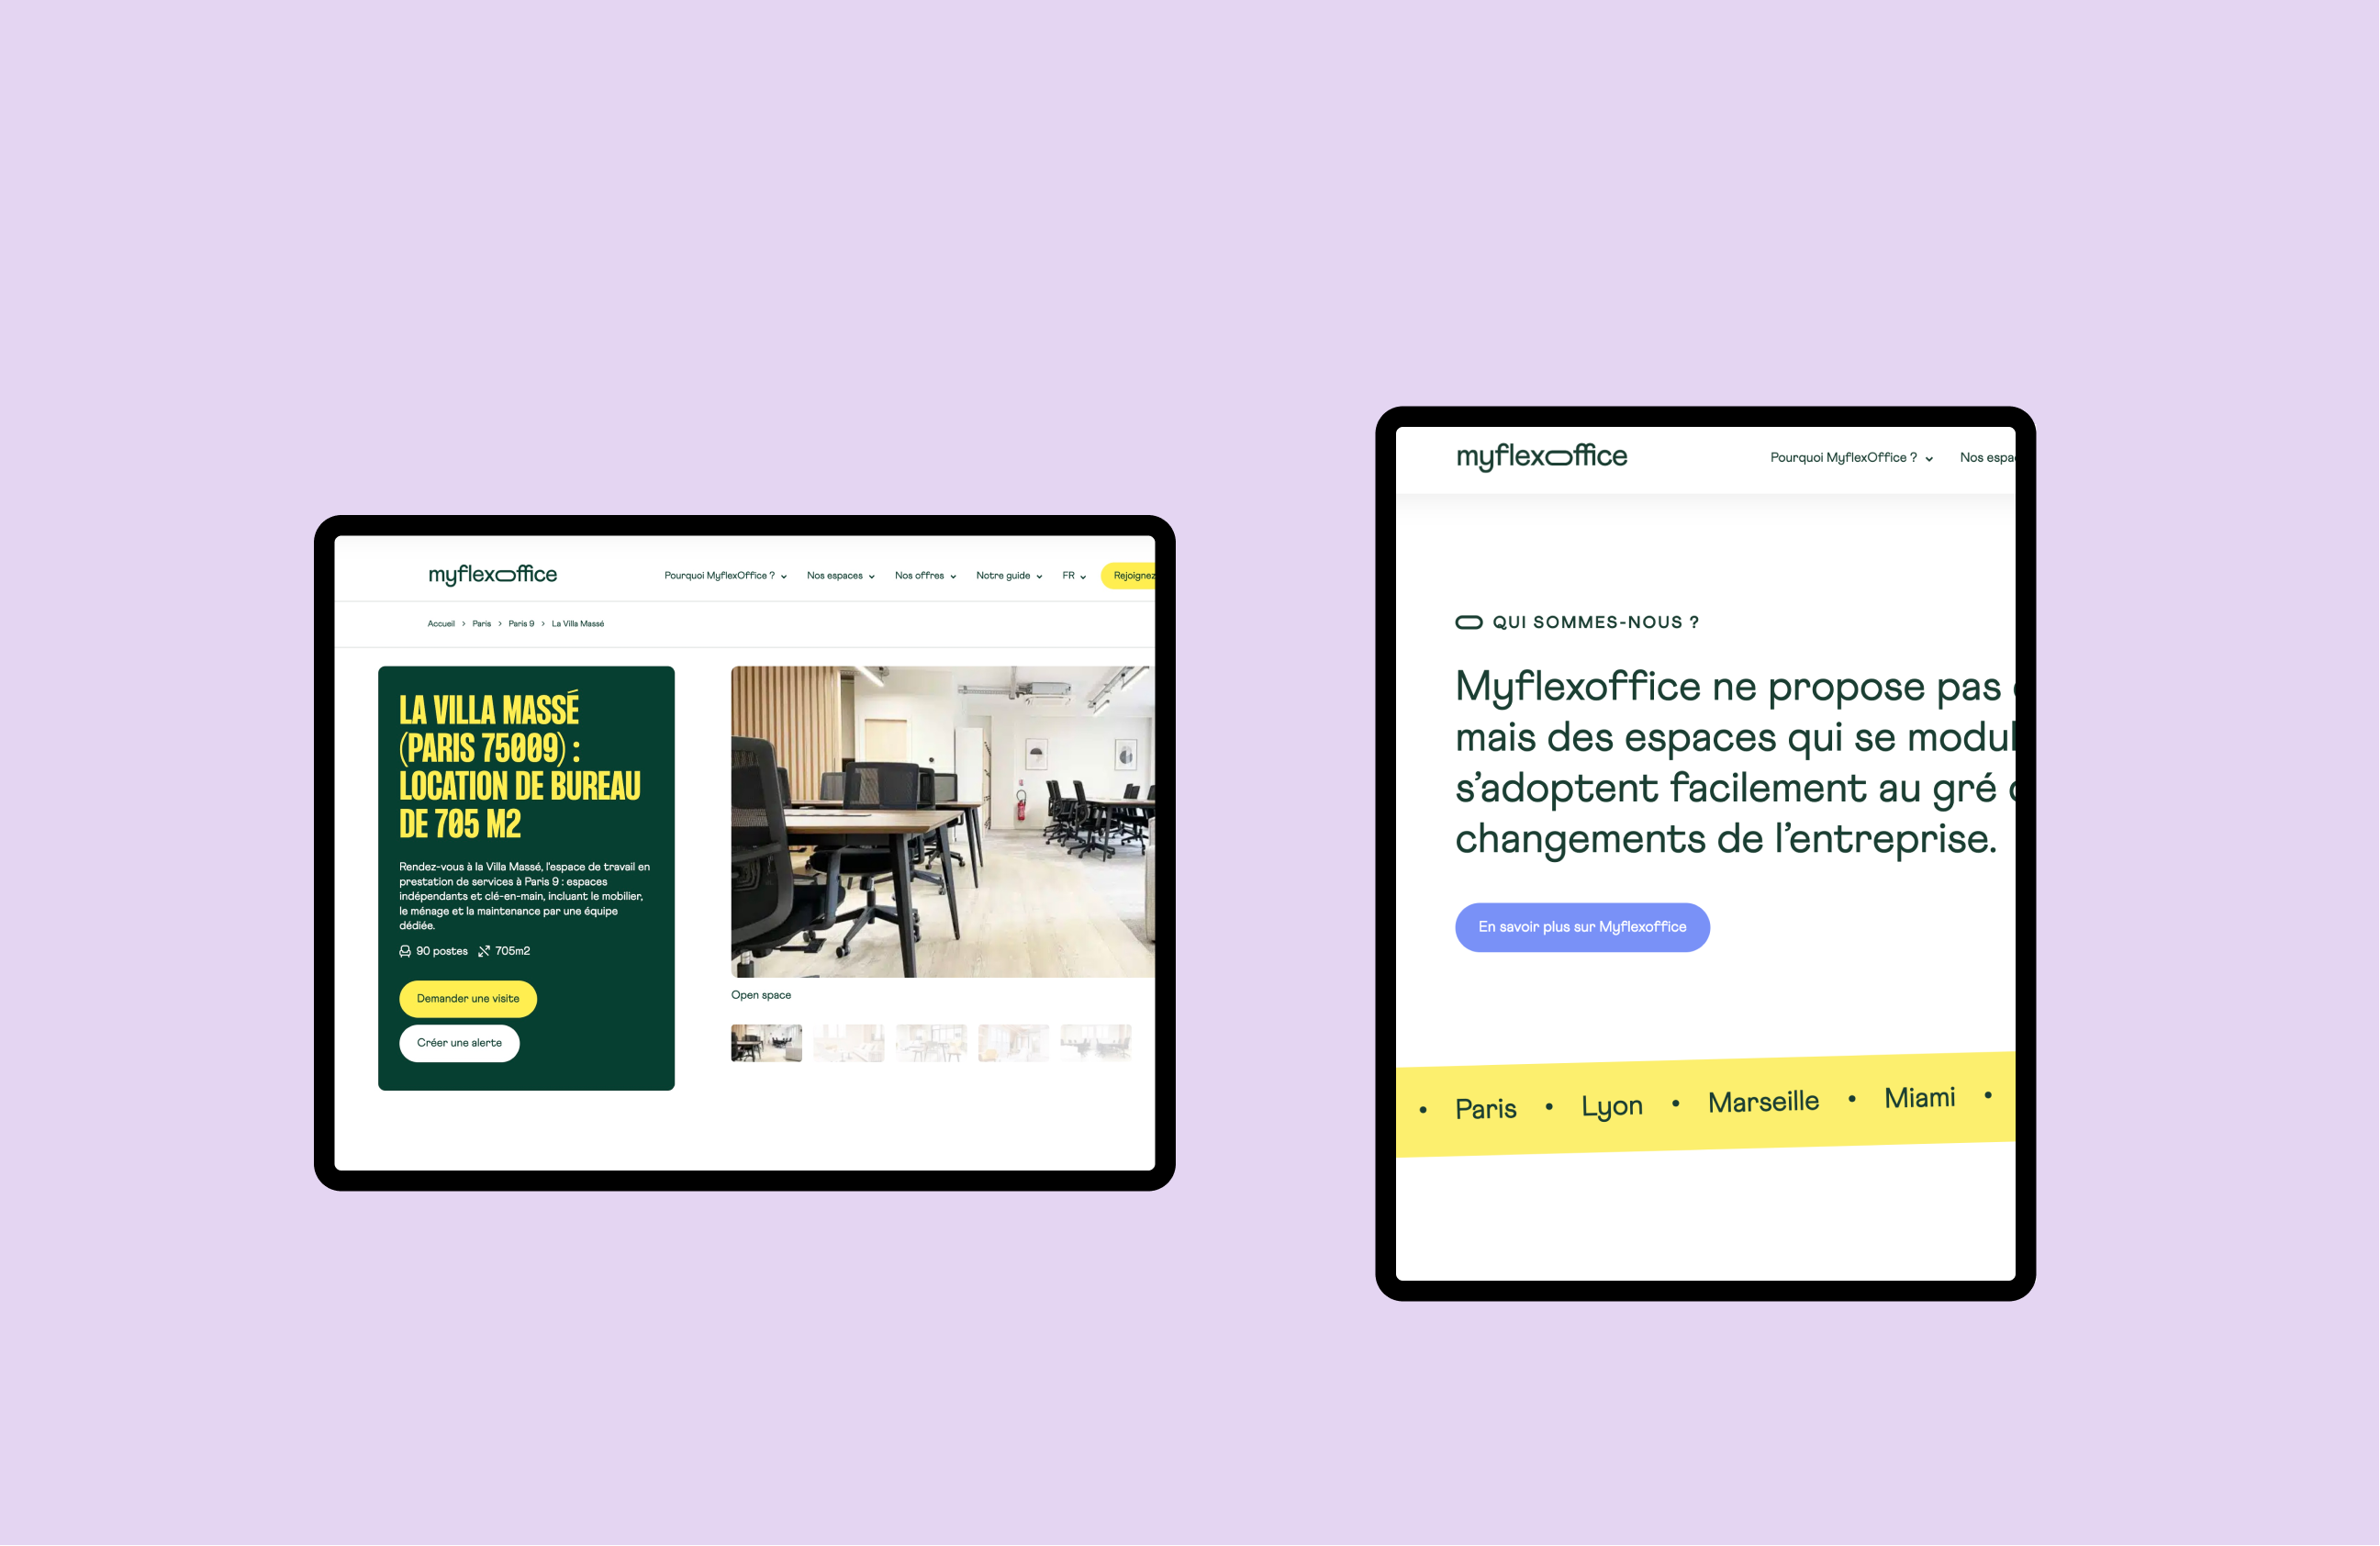 myflexoffice
Pourquoi MyflexOffice ? Nos espaces Nos offres Notre guide FR Rejoignez
Accueil > Paris > Paris 9 > La Villa Massé
LA VILLA MASSÉ
(PARIS 75009) :
LOCATION DE BUREAU
DE 705 M2
Rendez-vous à la Villa Massé, l'espace de travail en
prestation de services à Paris 9 : espaces
indépendants et clé-en-main, incluant le mobilier,
le ménage et la maintenance par une équipe
dédiée.
90 postes 705m2
Demander une visite
Créer une alerte
Open space
myflexoffice
Pourquoi MyflexOffice ? Nos
QUI SOMMES-NOUS ?
Myflexoffice ne propose pas
mais des espaces qui se
s’adoptent facilement au gré
changements de l’entreprise.
En savoir plus sur Myflexoffice
• Paris • Lyon • Marseille • Miami •